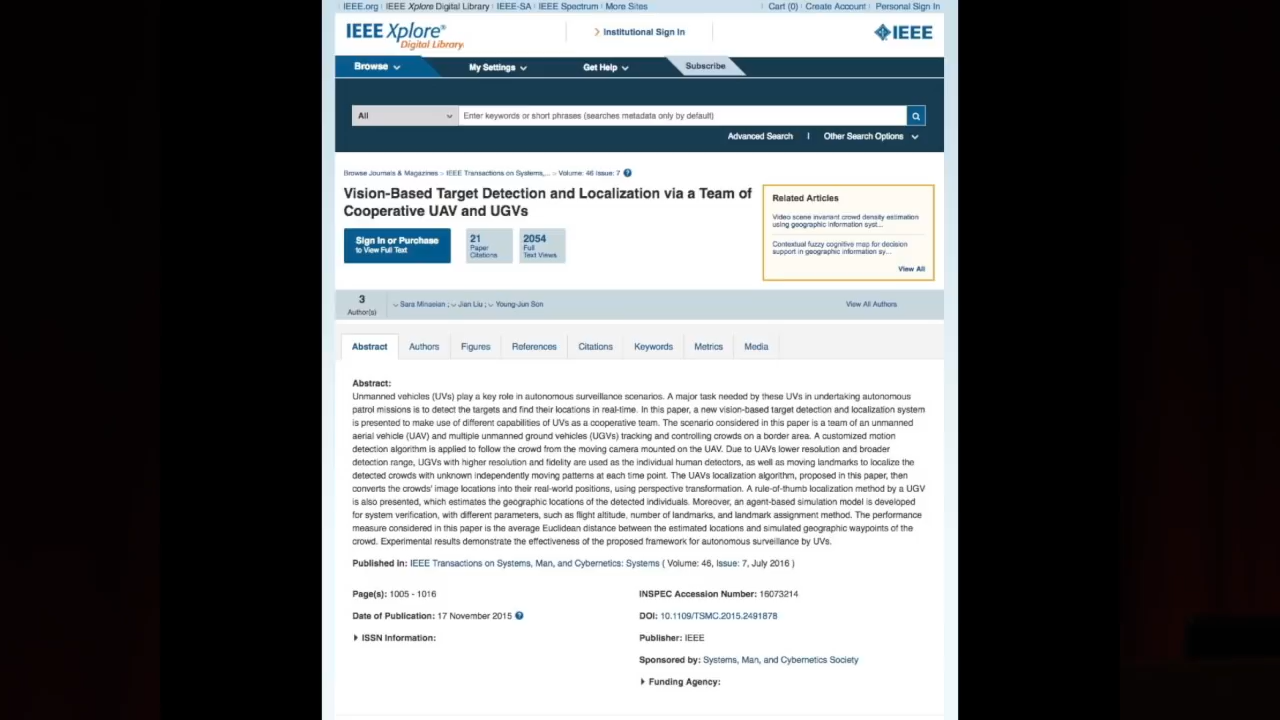 IEEE.org | IEEE Xplore Digital Library | IEEE-SA | IEEE Spectrum | More Sites
Cart (0) | Create Account | Personal Sign In
IEEE Xplore®
Digital Library
Institutional Sign In
IEEE
Browse
My Settings
Get Help
Subscribe
All
Enter keywords or short phrases (searches metadata only by default)
Advanced Search | Other Search Options
Browse Journals & Magazines > IEEE Transactions on Systems,... > Volume: 46 Issue: 7
Vision-Based Target Detection and Localization via a Team of
Cooperative UAV and UGVs
Sign In or Purchase
to View Full Text
21
Paper
Citations
2054
Full
Text Views
Related Articles
Video scene invariant crowd density estimation
using geographic information syst...
Contextual fuzzy cognitive map for decision
support in geographic information sy...
View All
3
Author(s)
Sara Minaeian ; Jian Liu ; Young-Jun Son
View All Authors
Abstract
Authors
Figures
References
Citations
Keywords
Metrics
Media
Abstract:
Unmanned vehicles (UVs) play a key role in autonomous surveillance scenarios. A major task needed by these UVs in undertaking autonomous
patrol missions is to detect the targets and find their locations in real-time. In this paper, a new vision-based target detection and localization system
is presented to make use of different capabilities of UVs as a cooperative team. The scenario considered in this paper is a team of an unmanned
aerial vehicle (UAV) and multiple unmanned ground vehicles (UGVs) tracking and controlling crowds on a border area. A customized motion
detection algorithm is applied to follow the crowd from the moving camera mounted on the UAV. Due to UAVs lower resolution and broader
detection range, UGVs with higher resolution and fidelity are used as the individual human detectors, as well as moving landmarks to localize the
detected crowds with unknown independently moving patterns at each time point. The UAVs localization algorithm, proposed in this paper, then
converts the crowds' image locations into their real-world positions, using perspective transformation. A rule-of-thumb localization method by a UGV
is also presented, which estimates the geographic locations of the detected individuals. Moreover, an agent-based simulation model is developed
for system verification, with different parameters, such as flight altitude, number of landmarks, and landmark assignment method. The performance
measure considered in this paper is the average Euclidean distance between the estimated locations and simulated geographic waypoints of the
crowd. Experimental results demonstrate the effectiveness of the proposed framework for autonomous surveillance by UVs.
Published in: IEEE Transactions on Systems, Man, and Cybernetics: Systems ( Volume: 46, Issue: 7, July 2016 )
Page(s): 1005 - 1016
INSPEC Accession Number: 16073214
Date of Publication: 17 November 2015
DOI: 10.1109/TSMC.2015.2491878
ISSN Information:
Publisher: IEEE
Sponsored by: Systems, Man, and Cybernetics Society
Funding Agency: